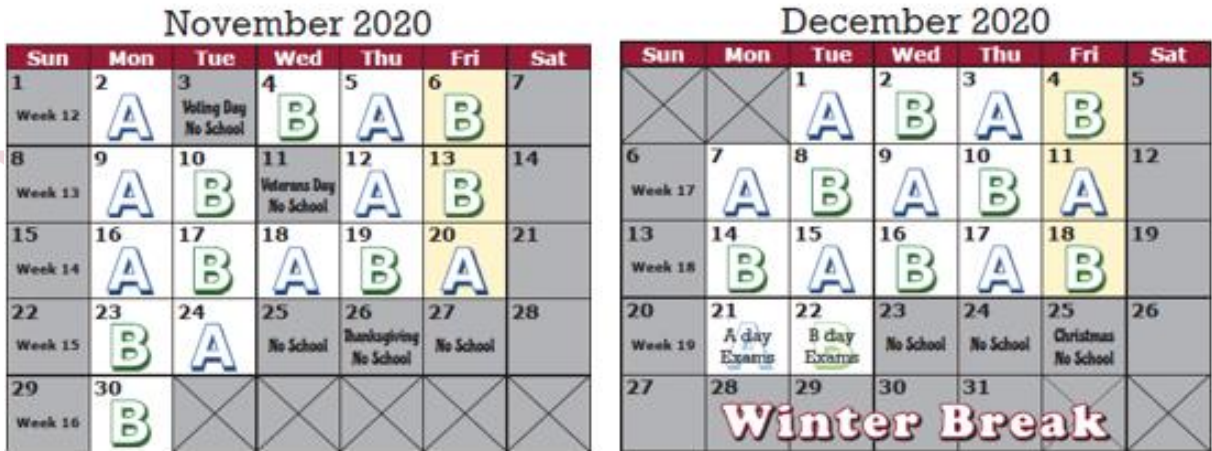 November 2020
Sun Mon Tue Wed Thu Fri Sat
1 2 3 4 5 6 7
Week 12 A Voting Day No School B A B
8 9 10 11 12 13 14
Week 13 A B Veterans Day No School A B
15 16 17 18 19 20 21
Week 14 A B A B A
22 23 24 25 26 27 28
Week 15 B A No School Thanksgiving No School No School
29 30
Week 16 B
December 2020
Sun Mon Tue Wed Thu Fri Sat
1 2 3 4 5
A B A B
6 7 8 9 10 11 12
Week 17 A B A B A
13 14 15 16 17 18 19
Week 18 B A B A B
20 21 22 23 24 25 26
Week 19 A A day Exams B B day Exams No School No School Christmas No School
27 28 29 30 31
Winter Break